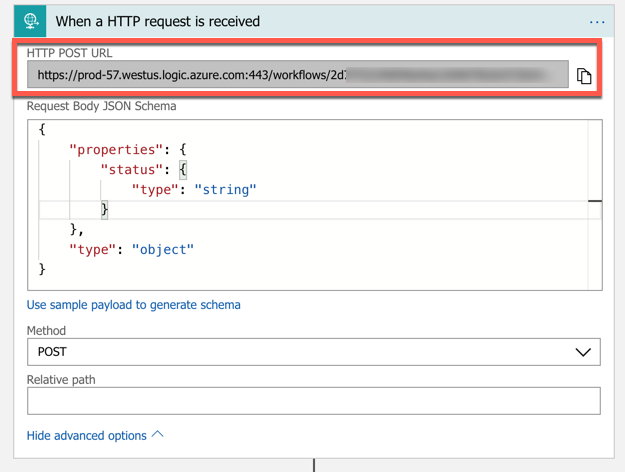 When a HTTP request is received
HTTP POST URL
https://prod-57.westus.logic.azure.com:443/workflows/2d
Request Body JSON Schema
{
"properties": {
"status": {
"type": "string"
}
},
"type": "object"
}
Use sample payload to generate schema
Method
POST
Relative path
Hide advanced options